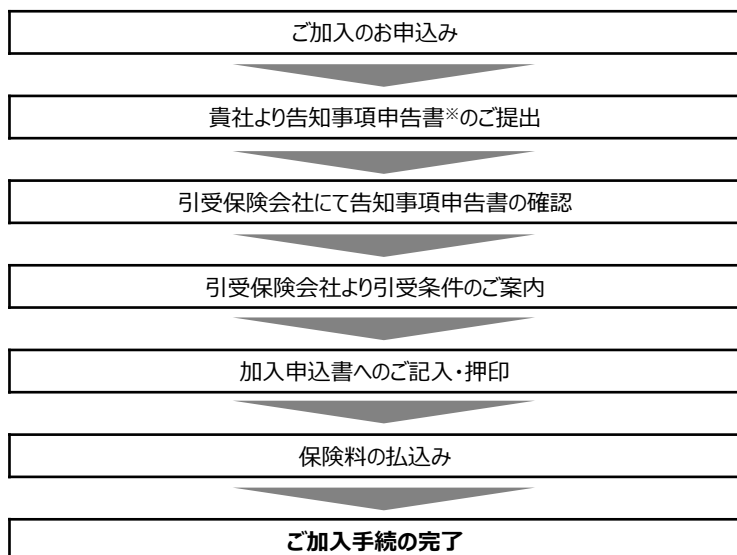 ご加入のお申込み
貴社より告知事項申告書※のご提出
引受保険会社にて告知事項申告書の確認
引受保険会社より引受条件のご案内
加入申込書へのご記入・押印
保険料の払込み
ご加入手続の完了